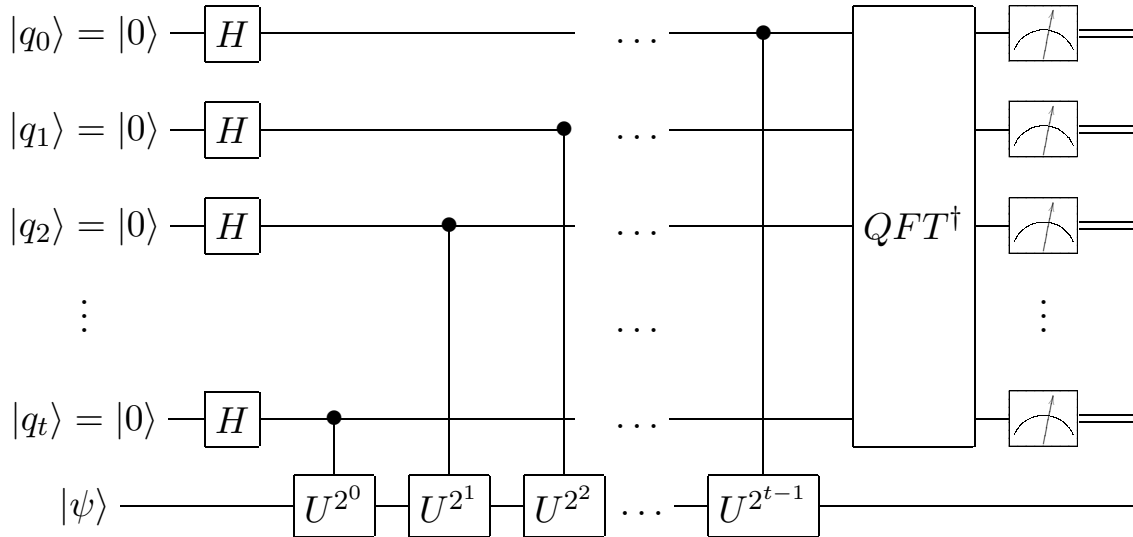 |q₀⟩ = |0⟩ H ...
|q₁⟩ = |0⟩ H ...
|q₂⟩ = |0⟩ H ... QFT†
⋮ ... ⋮
|qₜ⟩ = |0⟩ H ...
|ψ⟩ U^{2^0} U^{2^1} U^{2^2} ... U^{2^{t−1}}